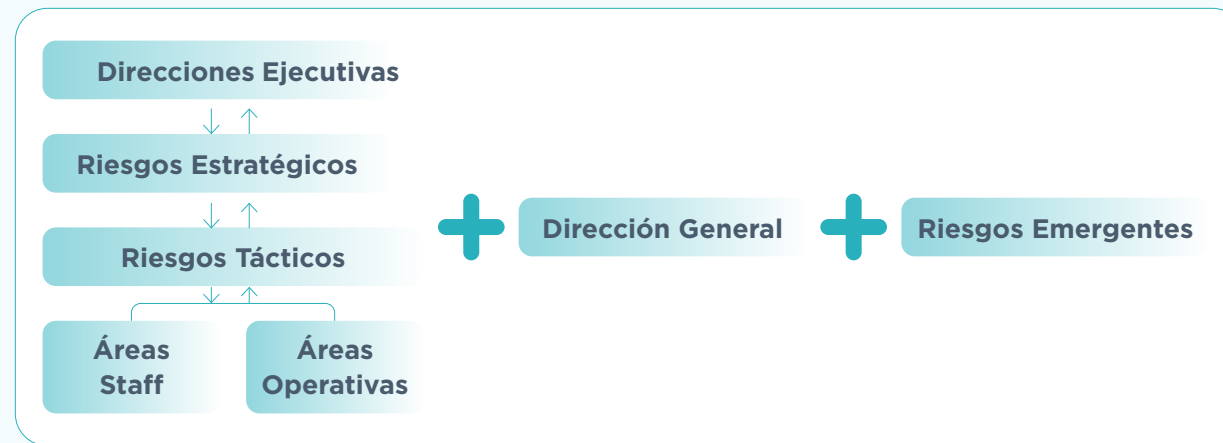 Direcciones Ejecutivas
Riesgos Estratégicos
Riesgos Tácticos
Áreas
Staff
Áreas
Operativas
Dirección General
Riesgos Emergentes